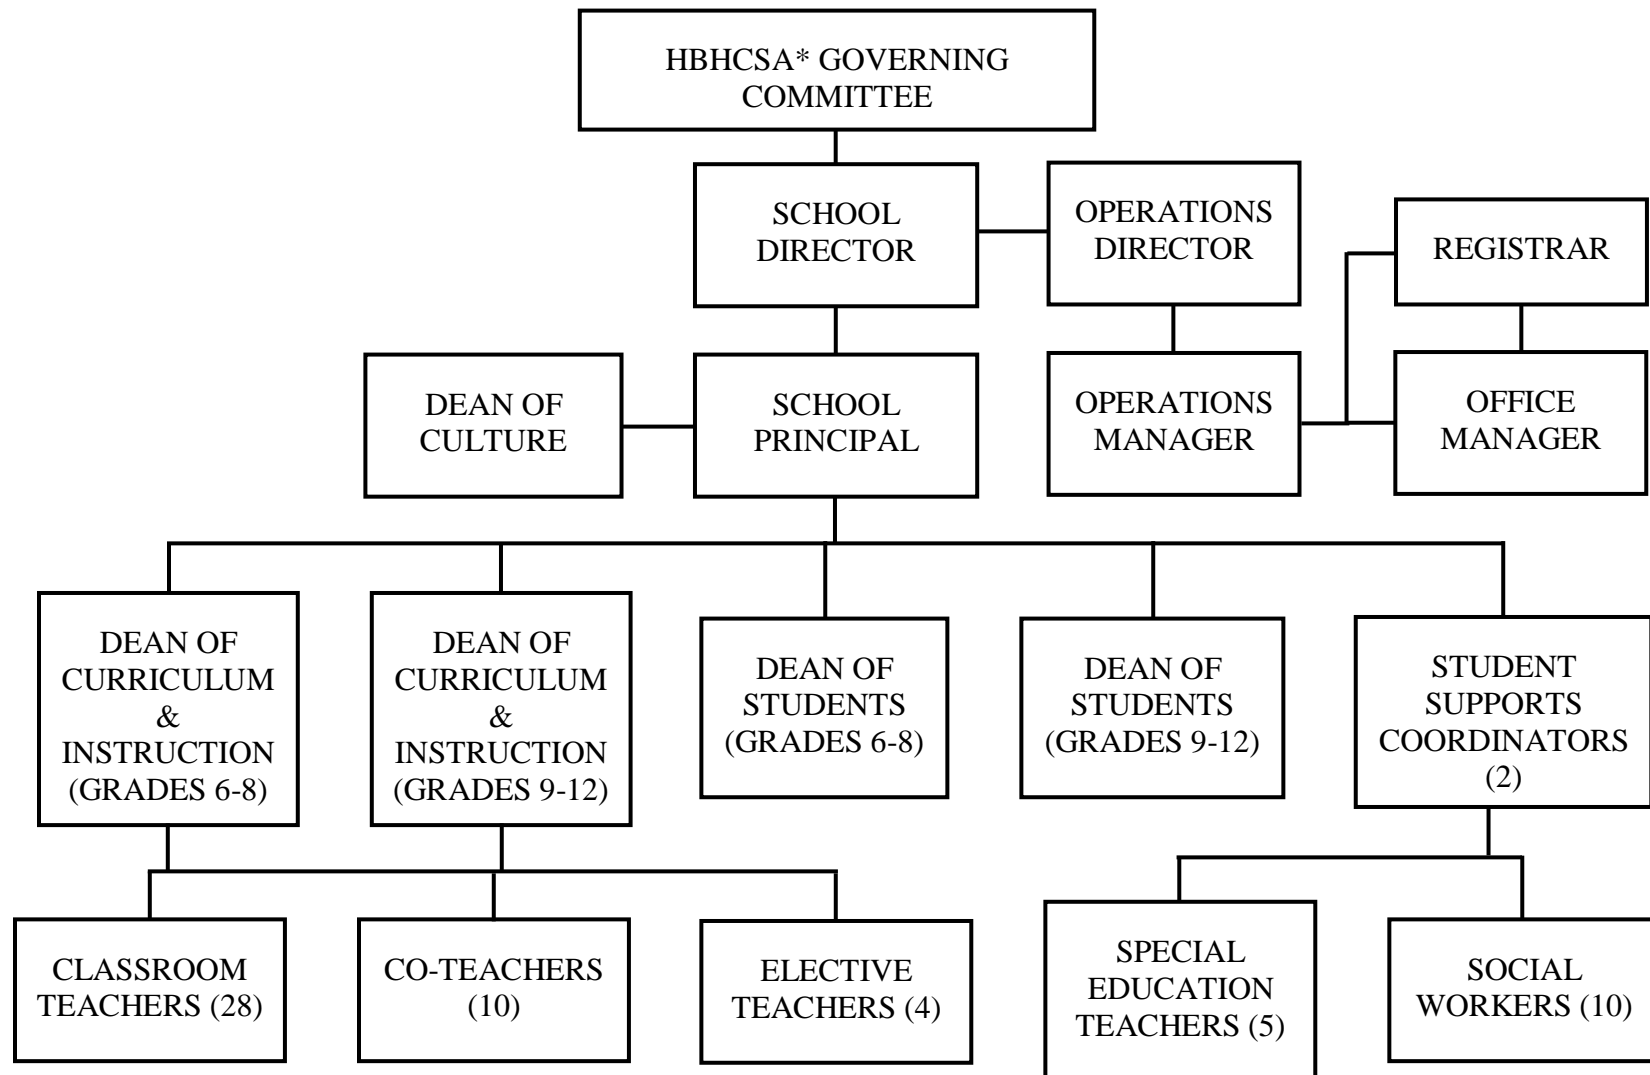 HBHCSA* GOVERNING
COMMITTEE
SCHOOL
DIRECTOR
OPERATIONS
DIRECTOR
REGISTRAR
DEAN OF
CULTURE
SCHOOL
PRINCIPAL
OPERATIONS
MANAGER
OFFICE
MANAGER
DEAN OF
CURRICULUM
&
INSTRUCTION
(GRADES 6-8)
DEAN OF
CURRICULUM
&
INSTRUCTION
(GRADES 9-12)
DEAN OF
STUDENTS
(GRADES 6-8)
DEAN OF
STUDENTS
(GRADES 9-12)
STUDENT
SUPPORTS
COORDINATORS
(2)
CLASSROOM
TEACHERS (28)
CO-TEACHERS
(10)
ELECTIVE
TEACHERS (4)
SPECIAL
EDUCATION
TEACHERS (5)
SOCIAL
WORKERS (10)